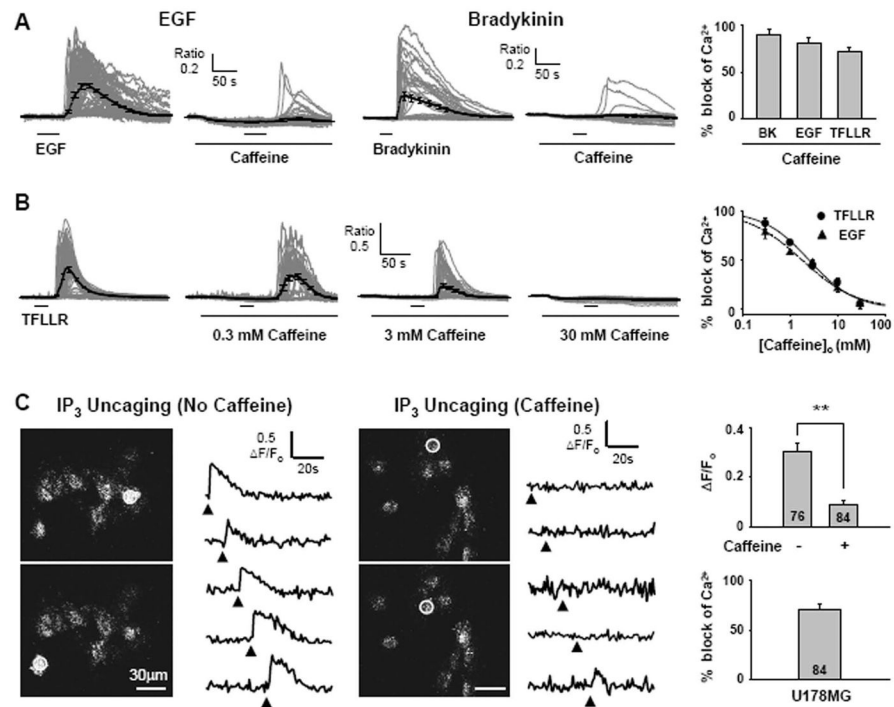 A
EGF
Bradykinin
Ratio
0.2
50 s
EGF
Caffeine
Ratio
0.2
50 s
Bradykinin
Caffeine
% block of Ca²⁺
100
50
0
BK EGF TFLLR
Caffeine
B
TFLLR
0.3 mM Caffeine
Ratio
0.5
50 s
3 mM Caffeine
30 mM Caffeine
% block of Ca²⁺
100
50
0
TFLLR
EGF
0.1 1 10 100
[Caffeine]o (mM)
C
IP₃ Uncaging (No Caffeine)
30µm
0.5
ΔF/Fo
20s
IP₃ Uncaging (Caffeine)
0.5
ΔF/Fo
20s
**
ΔF/Fo
0.4
0.2
0
76 84
Caffeine - +
% block of Ca²⁺
100
50
0
84
U178MG